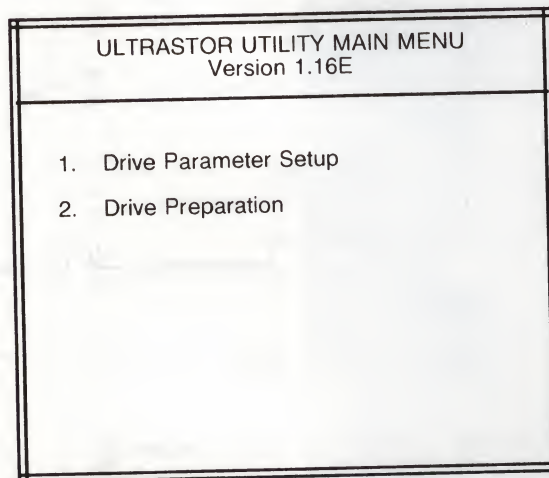 ULTRASTOR UTILITY MAIN MENU
Version 1.16E
1. Drive Parameter Setup
2. Drive Preparation